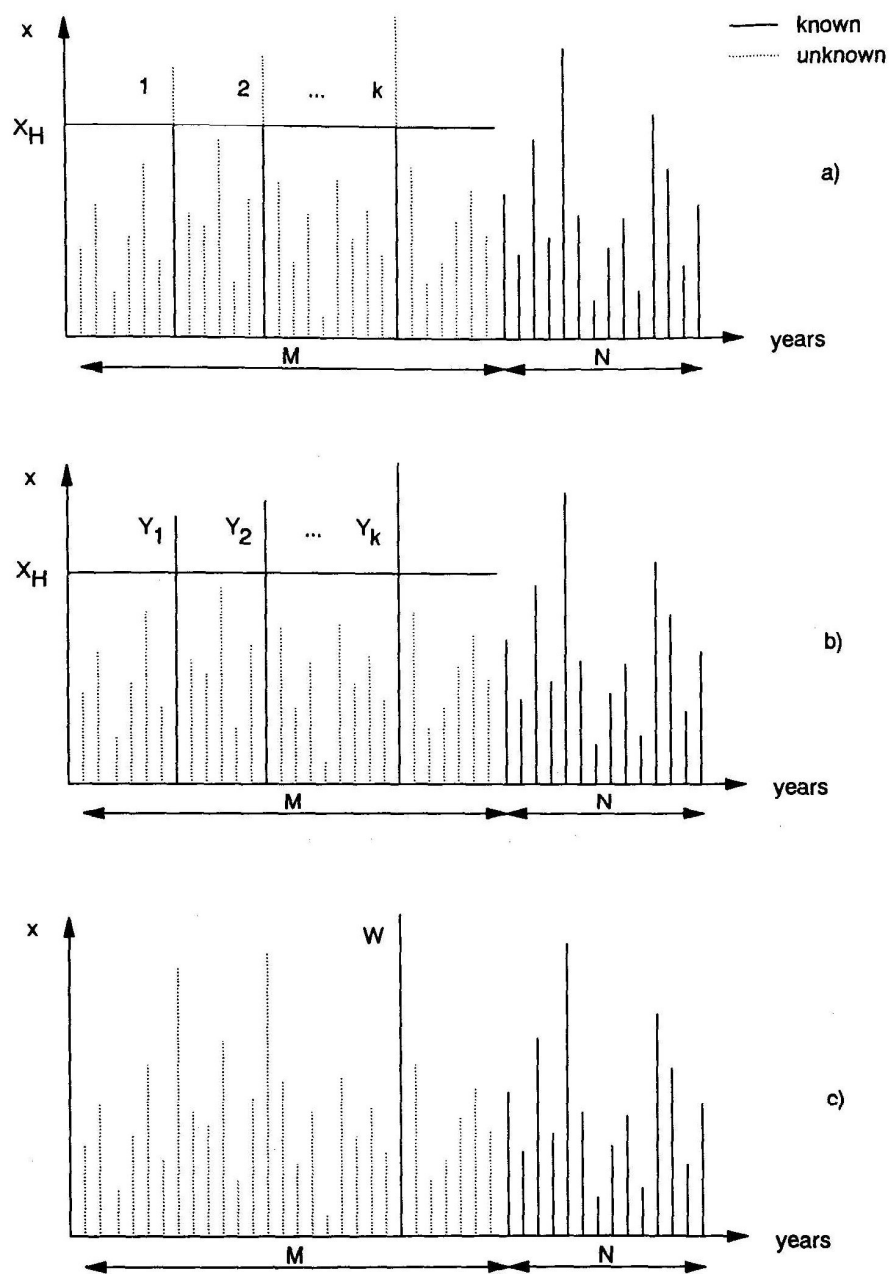 x
known
unknown
1 2 ... k
X_H
a)
years
M N
x
Y_1 Y_2 ... Y_k
X_H
b)
years
M N
x
W
c)
years
M N